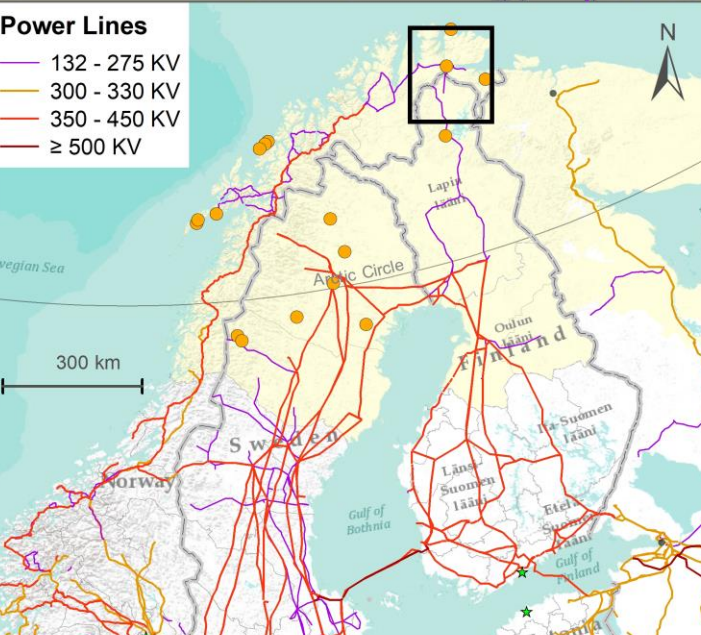 Power Lines
132 - 275 KV
300 - 330 KV
350 - 450 KV
≥ 500 KV
N
Lapin
lääni
wegian Sea
Arctic Circle
300 km
Oulun
lääni
Finland
Sweden
Itä-Suomen
lääni
Norway
Länsi-
Suomen
lääni
Gulf of
Bothnia
Etelä-
Suomen
lääni
Gulf of
Finland